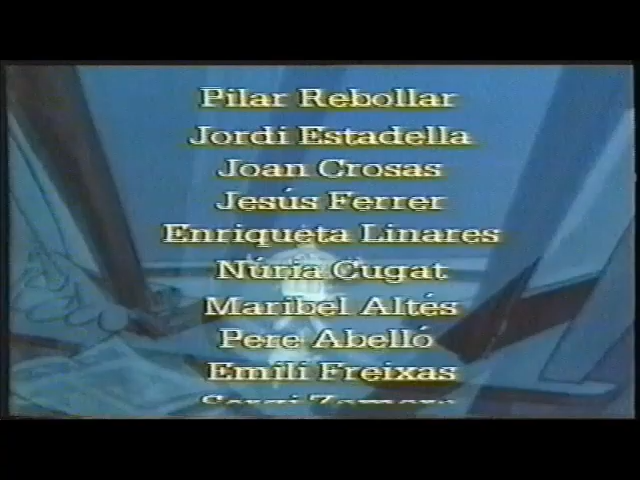 Pilar Rebollar
Jordi Estadella
Joan Crosas
Jesús Ferrer
Enriqueta Linares
Núria Cugat
Maribel Altés
Pere Abelló
Emili Freixas